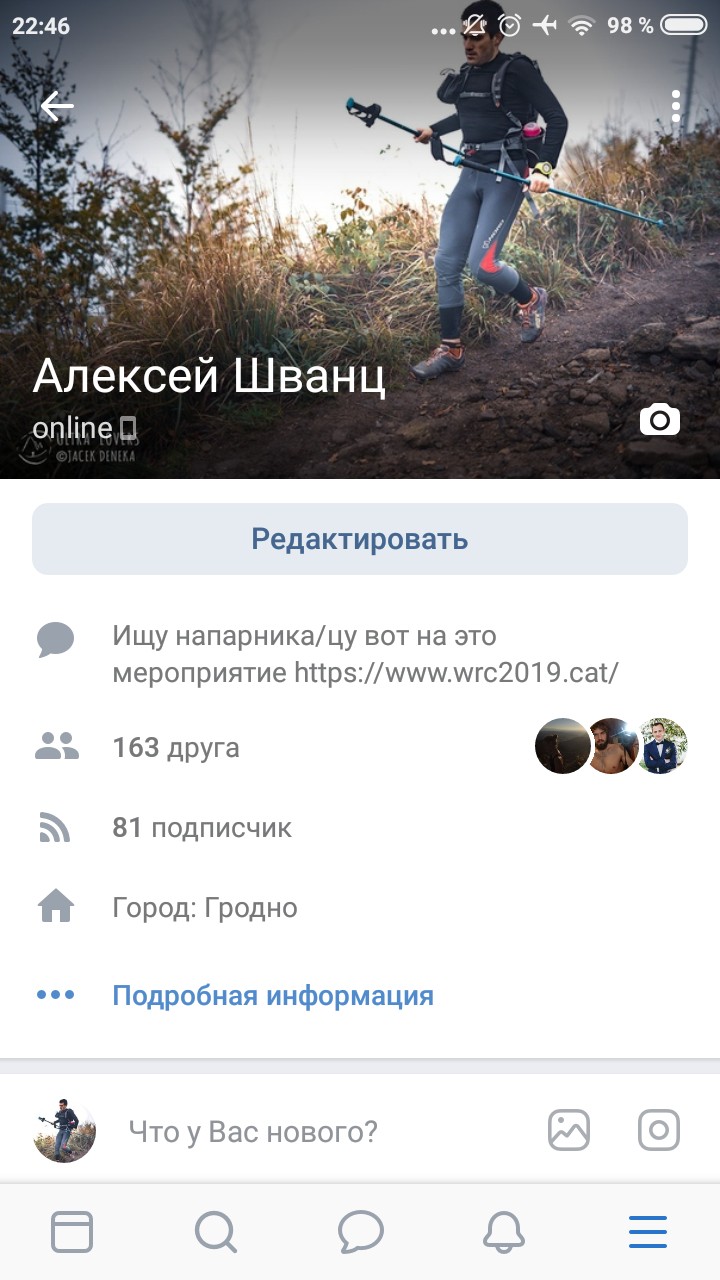 22:46
98 %
Алексей Шванц
online
ULTRA LOVERS
©JACEK DENEKA
Редактировать
Ищу напарника/цу вот на это
мероприятие https://www.wrc2019.cat/
163 друга
81 подписчик
Город: Гродно
Подробная информация
Что у Вас нового?